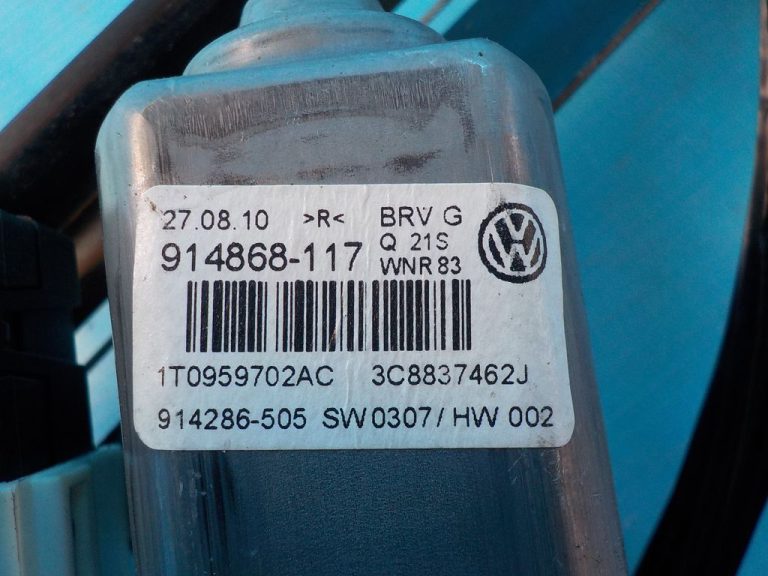 27.08.10 >R< BRV G
914868-117 Q 21S
WNR 83
1T0959702AC 3C8837462J
914286-505 SW0307/HW 002